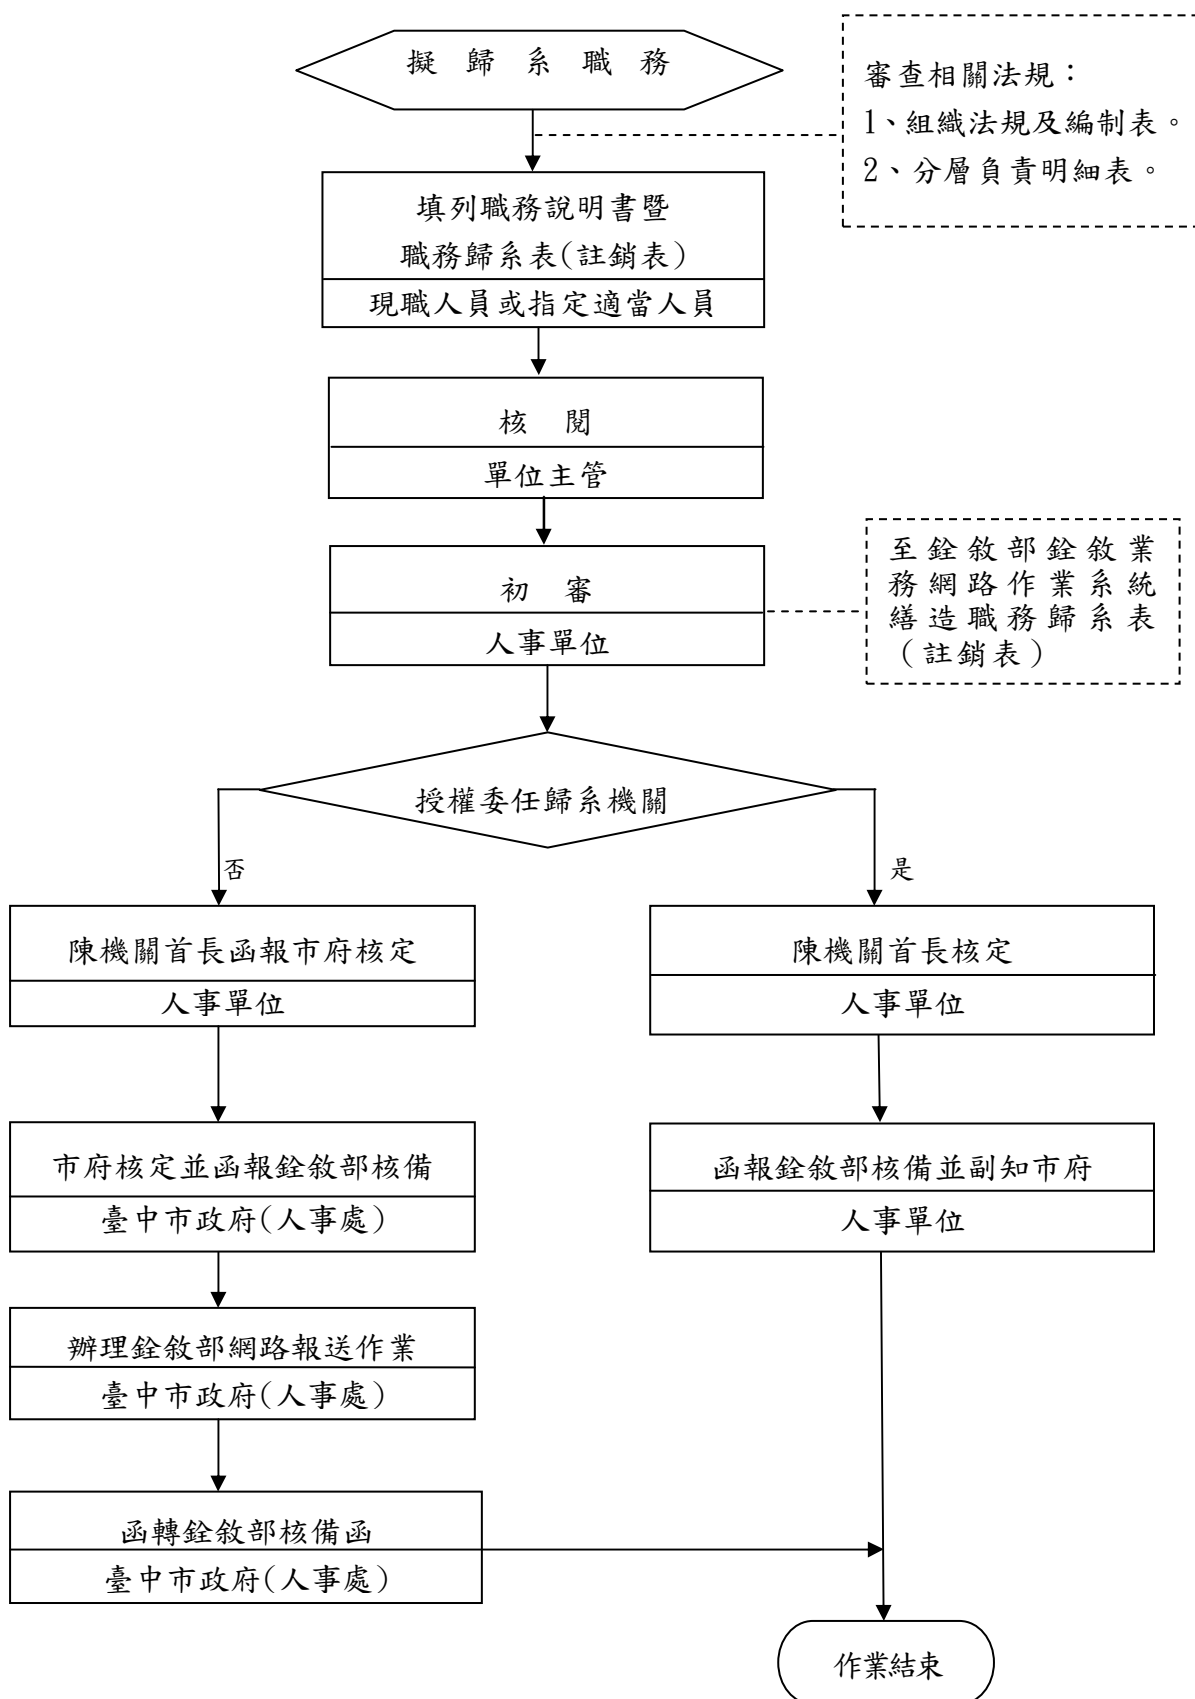 擬歸系職務
審查相關法規：
1、組織法規及編制表。
2、分層負責明細表。
填列職務說明書暨
職務歸系表(註銷表)
現職人員或指定適當人員
核 閱
單位主管
初 審
人事單位
至銓敘部銓敘業
務網路作業系統
繕造職務歸系表
(註銷表)
授權委任歸系機關
否
是
陳機關首長函報市府核定
人事單位
陳機關首長核定
人事單位
市府核定並函報銓敘部核備
臺中市政府(人事處)
函報銓敘部核備並副知市府
人事單位
辦理銓敘部網路報送作業
臺中市政府(人事處)
函轉銓敘部核備函
臺中市政府(人事處)
作業結束